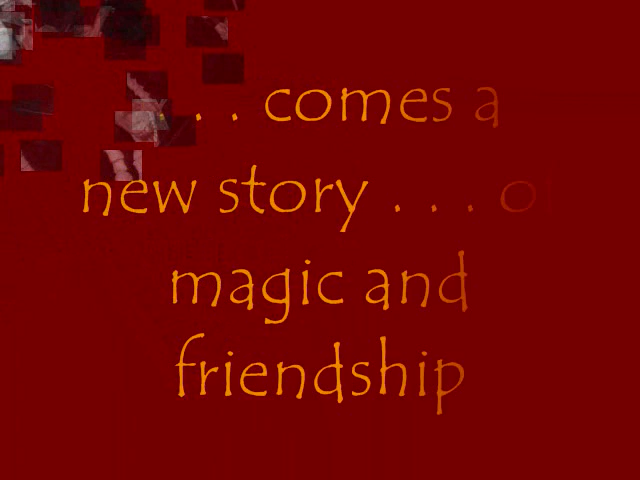 . . comes a
new story . . . o
magic and
friendship